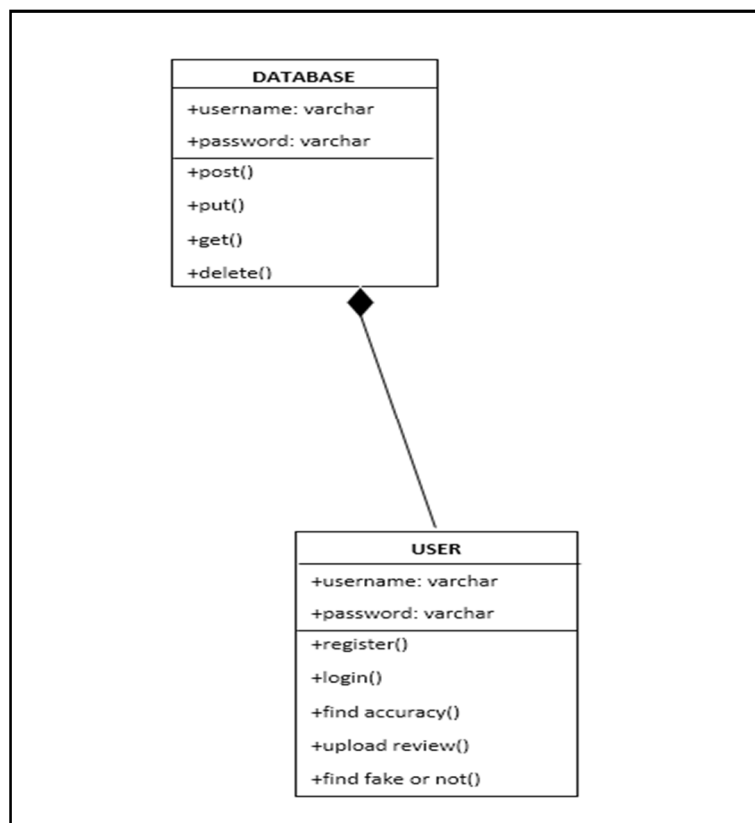 DATABASE
+username: varchar
+password: varchar
+post()
+put()
+get()
+delete()
USER
+username: varchar
+password: varchar
+register()
+login()
+find accuracy()
+upload review()
+find fake or not()